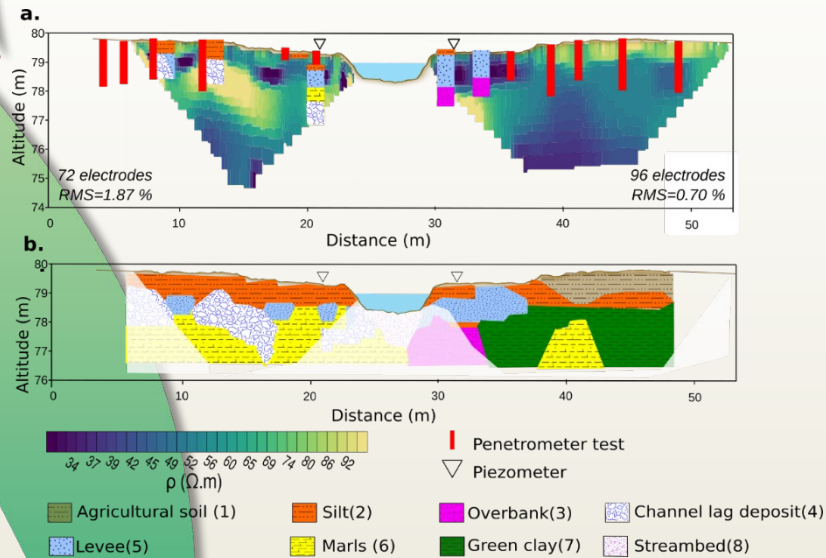 a.
80
79
78
77
76
75
74
Altitude (m)
72 electrodes
RMS=1.87 %
96 electrodes
RMS=0.70 %
0 10 20 30 40 50
Distance (m)
b.
80
79
78
77
76
Altitude (m)
0 10 20 30 40 50
Distance (m)
34 37 39 42 45 49 52 56 60 65 69 74 80 86 92
ρ (Ω.m)
Penetrometer test
Piezometer
Agricultural soil (1) Silt(2) Overbank(3) Channel lag deposit(4)
Levee(5) Marls (6) Green clay(7) Streambed(8)